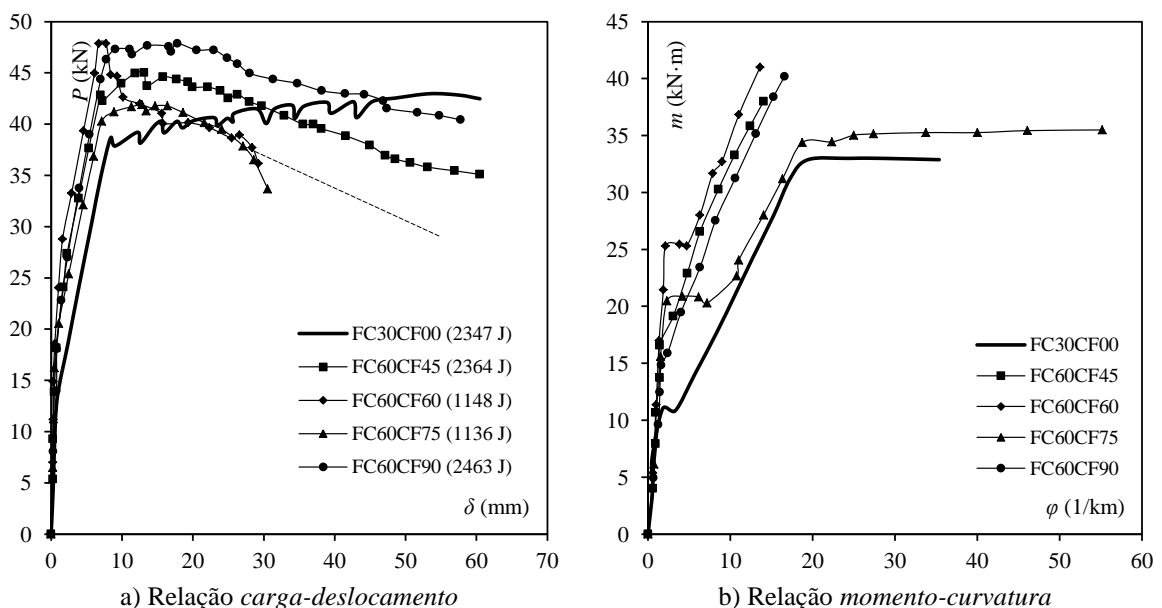 50
45
40
35
30
25
20
15
10
5
0
P (kN)
FC30CF00 (2347 J)
FC60CF45 (2364 J)
FC60CF60 (1148 J)
FC60CF75 (1136 J)
FC60CF90 (2463 J)
δ (mm)
0 10 20 30 40 50 60 70
a) Relação carga-deslocamento
45
40
35
30
25
20
15
10
5
0
m (kN·m)
FC30CF00
FC60CF45
FC60CF60
FC60CF75
FC60CF90
φ (1/km)
0 10 20 30 40 50 60
b) Relação momento-curvatura